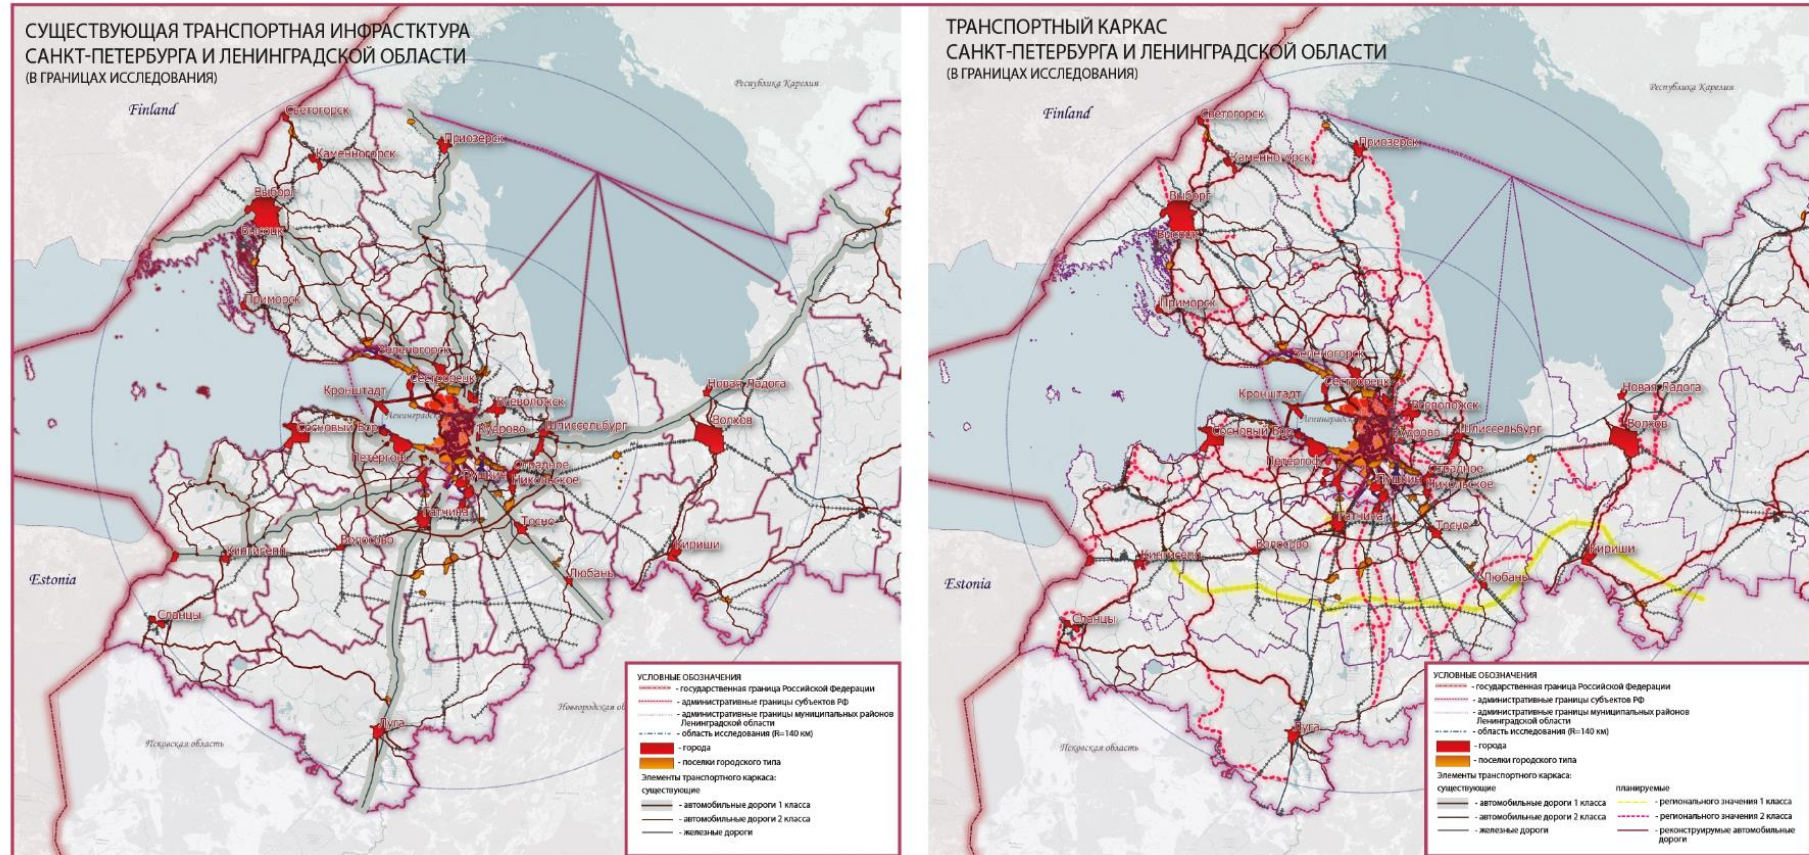 СУЩЕСТВУЮЩАЯ ТРАНСПОРТНАЯ ИНФРАСТКТУРА
САНКТ-ПЕТЕРБУРГА И ЛЕНИНГРАДСКОЙ ОБЛАСТИ
(В ГРАНИЦАХ ИССЛЕДОВАНИЯ)
Республика Карелия
Finland
Светогорск
Приозерск
Каменногорск
Выборг
Высоцк
Приморск
Зеленогорск
Сестрорецк
Кронштадт
Новая Ладога
Всеволожск
Волхов
Кудрово
Шлиссельбург
Сосновый Бор
Петергоф
Отрадное
Пушкин
Никольское
Гатчина
Тосно
Волосово
Кингисепп
Кириши
Estonia
Любань
Сланцы
Луга
Псковская область
УСЛОВНЫЕ ОБОЗНАЧЕНИЯ
- государственная граница Российской Федерации
- административные границы субъектов РФ
- административные границы муниципальных районов
Ленинградской области
- область исследования (R=140 км)
- города
- поселки городского типа
Элементы транспортного каркаса:
существующие
- автомобильные дороги 1 класса
- автомобильные дороги 2 класса
- железные дороги
ТРАНСПОРТНЫЙ КАРКАС
САНКТ-ПЕТЕРБУРГА И ЛЕНИНГРАДСКОЙ ОБЛАСТИ
(В ГРАНИЦАХ ИССЛЕДОВАНИЯ)
Республика Карелия
Finland
Светогорск
Приозерск
Каменногорск
Выборг
Высоцк
Приморск
Зеленогорск
Сестрорецк
Кронштадт
Новая Ладога
Всеволожск
Волхов
Кудрово
Шлиссельбург
Сосновый Бор
Петергоф
Отрадное
Пушкин
Никольское
Гатчина
Тосно
Волосово
Кингисепп
Кириши
Estonia
Любань
Сланцы
Луга
Псковская область
УСЛОВНЫЕ ОБОЗНАЧЕНИЯ
- государственная граница Российской Федерации
- административные границы субъектов РФ
- административные границы муниципальных районов
Ленинградской области
- область исследования (R=140 км)
- города
- поселки городского типа
Элементы транспортного каркаса:
существующие
планируемые
- автомобильные дороги 1 класса
- регионального значения 1 класса
- автомобильные дороги 2 класса
- регионального значения 2 класса
- железные дороги
- реконструирумые автомобильные
дороги